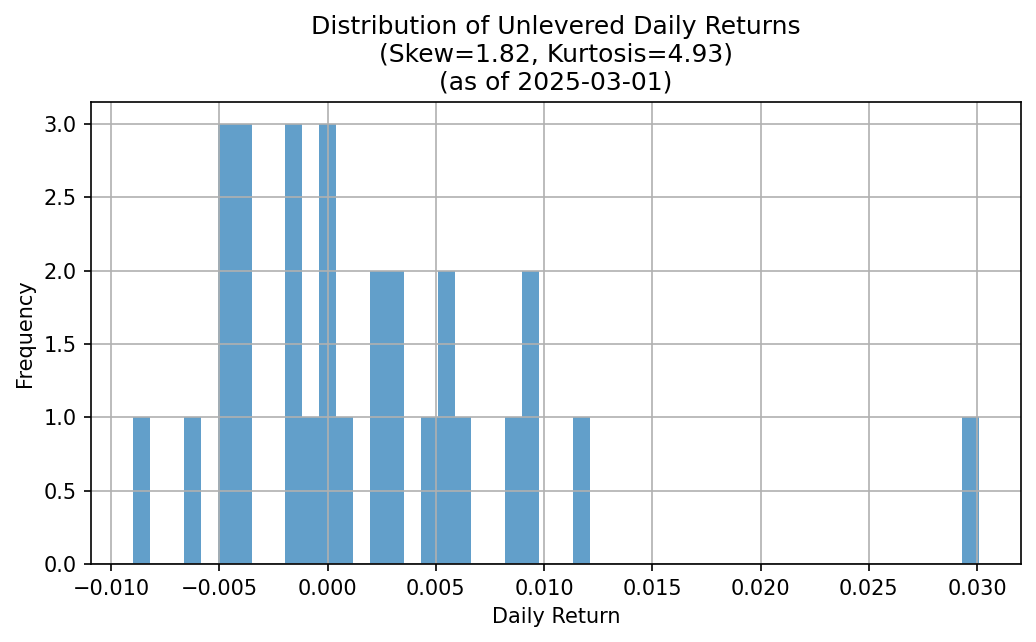 Distribution of Unlevered Daily Returns
(Skew=1.82, Kurtosis=4.93)
(as of 2025-03-01)
3.0
2.5
2.0
1.5
1.0
0.5
0.0
Frequency
−0.010 −0.005 0.000 0.005 0.010 0.015 0.020 0.025 0.030
Daily Return